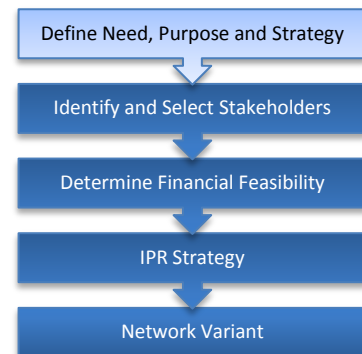 Define Need, Purpose and Strategy
Identify and Select Stakeholders
Determine Financial Feasibility
IPR Strategy
Network Variant